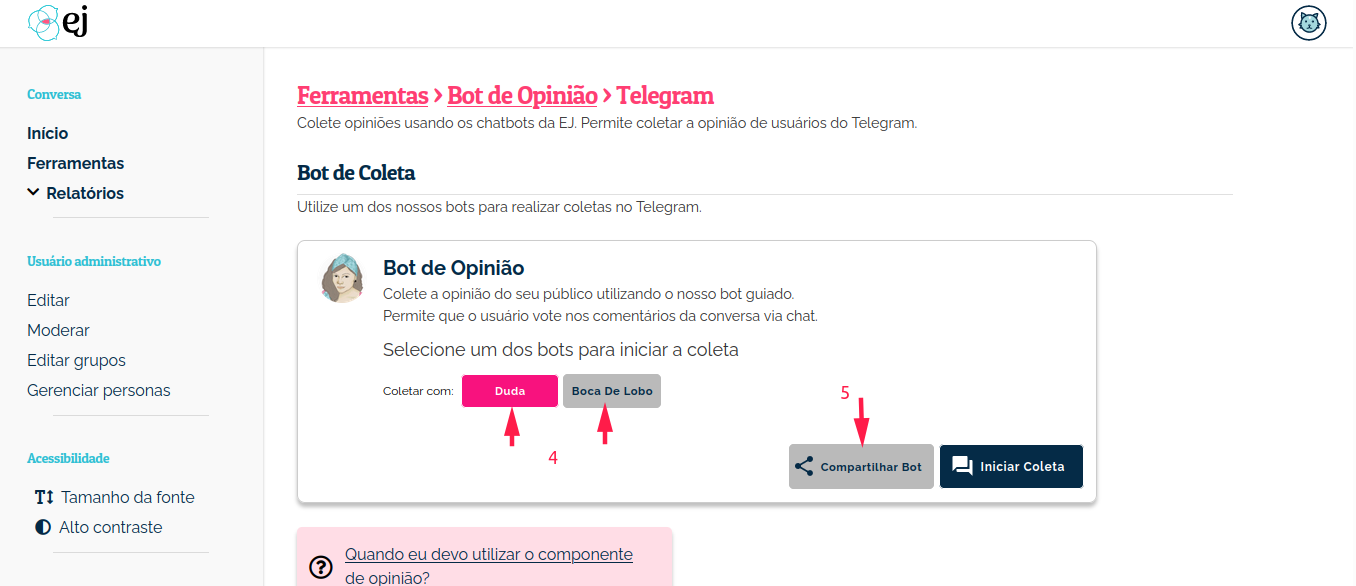 ej
Conversa
Início
Ferramentas
Relatórios
Usuário administrativo
Editar
Moderar
Editar grupos
Gerenciar personas
Acessibilidade
Tamanho da fonte
Alto contraste
Ferramentas > Bot de Opinião > Telegram
Colete opiniões usando os chatbots da EJ. Permite coletar a opinião de usuários do Telegram.
Bot de Coleta
Utilize um dos nossos bots para realizar coletas no Telegram.
Bot de Opinião
Colete a opinião do seu público utilizando o nosso bot guiado.
Permite que o usuário vote nos comentários da conversa via chat.
Selecione um dos bots para iniciar a coleta
Coletar com: Duda Boca De Lobo
4
5
Compartilhar Bot Iniciar Coleta
Quando eu devo utilizar o componente
de opinião?